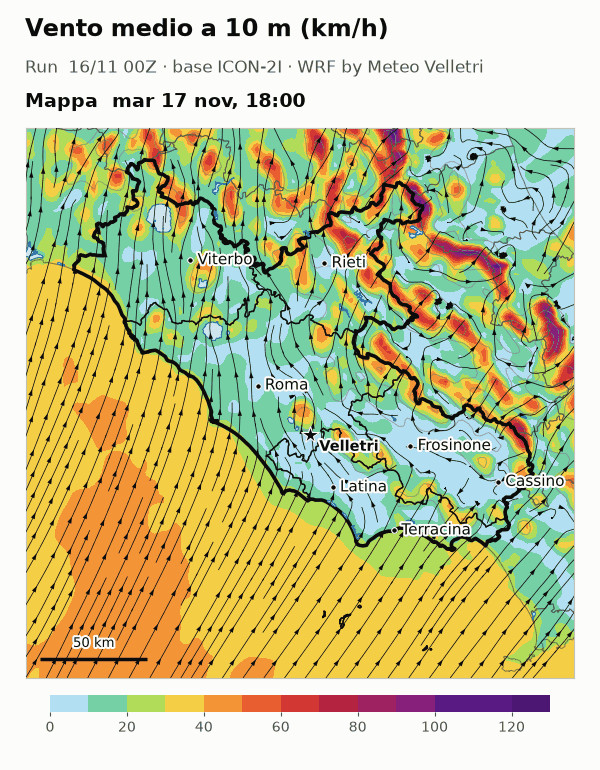 Vento medio a 10 m (km/h)
Run 16/11 00Z · base ICON-2I · WRF by Meteo Velletri
Mappa mar 17 nov, 18:00
Viterbo
Rieti
Roma
Velletri
Frosinone
Cassino
Latina
Terracina
50 km
0 20 40 60 80 100 120